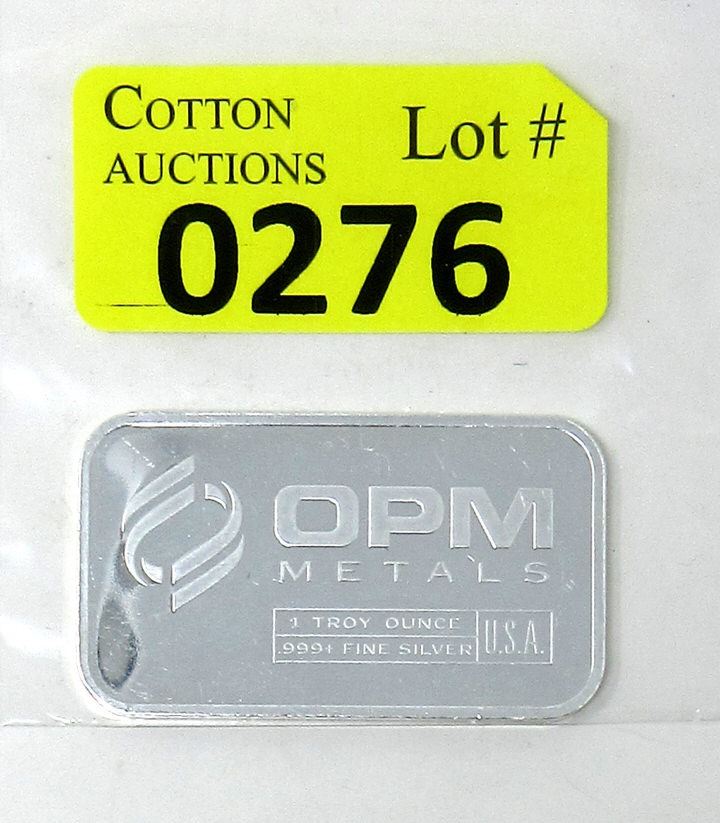 COTTON
AUCTIONS
Lot #
0276
OPM
METALS
1 TROY OUNCE
.999+ FINE SILVER
U.S.A.